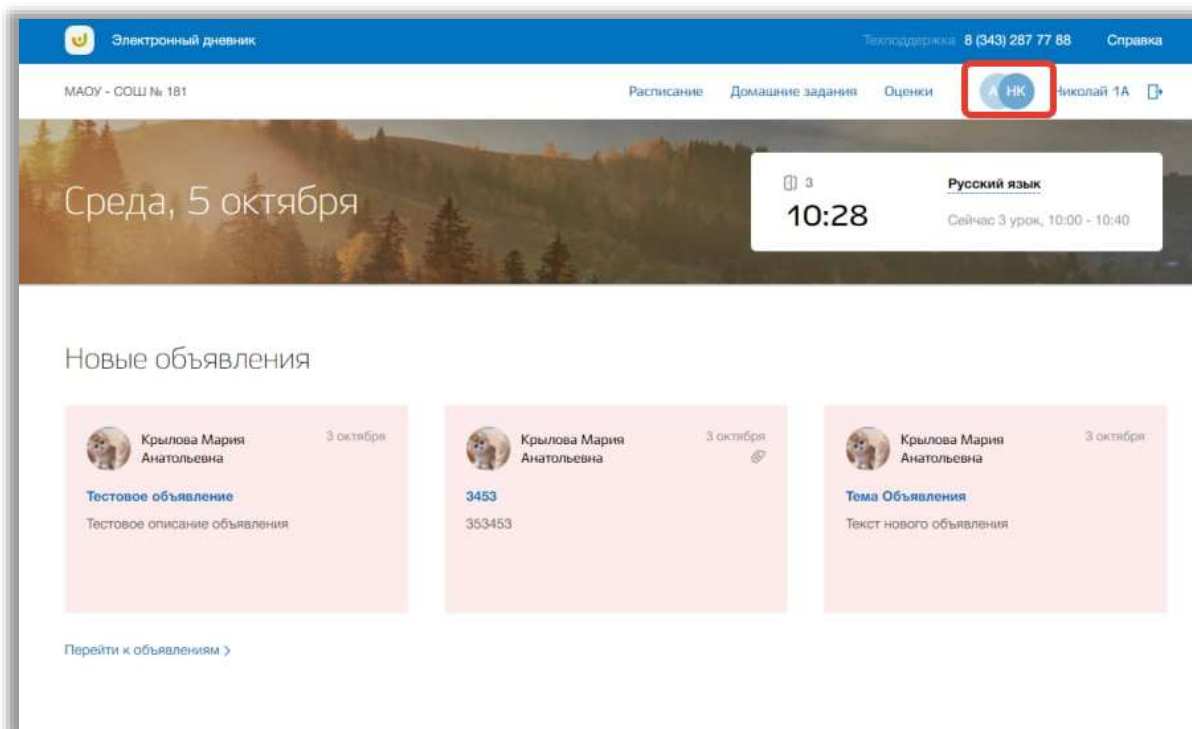 Электронный дневник
Техподдержка 8 (343) 287 77 88 Справка
МАОУ - СОШ № 181
Расписание Домашние задания Оценки А НК Николай 1А
Среда, 5 октября
3 Русский язык
10:28 Сейчас 3 урок, 10:00 - 10:40
Новые объявления
Крылова Мария Анатольевна 3 октября
Тестовое объявление
Тестовое описание объявления
Крылова Мария Анатольевна 3 октября
3453
353453
Крылова Мария Анатольевна 3 октября
Тема Объявления
Текст нового объявления
Перейти к объявлениям >